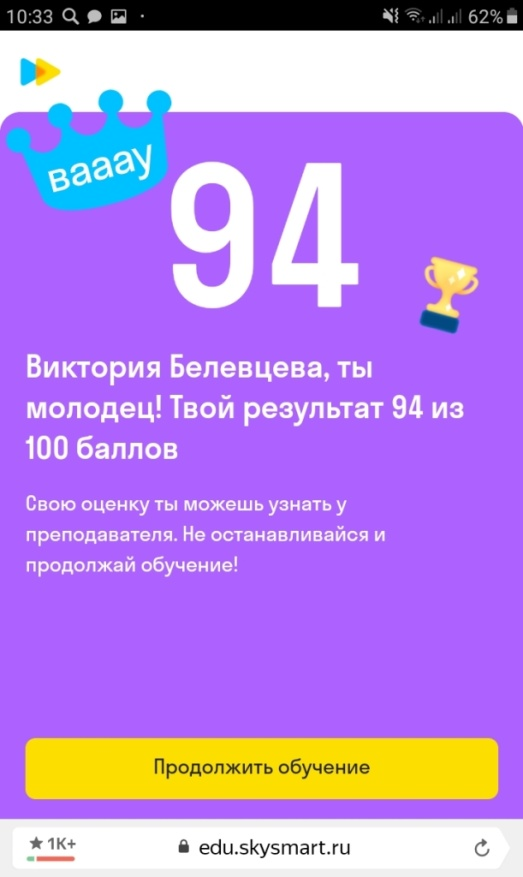 10:33
62%
вааау
94
Виктория Белевцева, ты
молодец! Твой результат 94 из
100 баллов
Свою оценку ты можешь узнать у
преподавателя. Не останавливайся и
продолжай обучение!
Продолжить обучение
1К+
edu.skysmart.ru